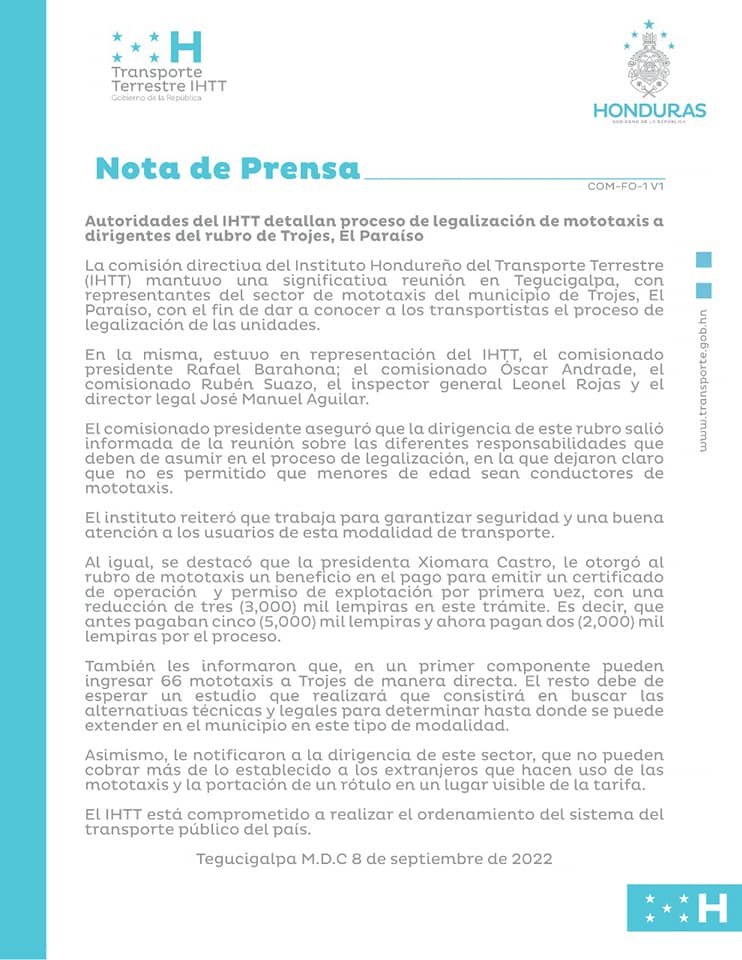 H
Transporte
Terrestre IHTT
Gobierno de la República
HONDURAS
GOBIERNO DE LA REPÚBLICA
Nota de Prensa
COM-FO-1 V1
Autoridades del IHTT detallan proceso de legalización de mototaxis a
dirigentes del rubro de Trojes, El Paraíso
La comisión directiva del Instituto Hondureño del Transporte Terrestre
(IHTT) mantuvo una significativa reunión en Tegucigalpa, con
representantes del sector de mototaxis del municipio de Trojes, El
Paraíso, con el fin de dar a conocer a los transportistas el proceso de
legalización de las unidades.
En la misma, estuvo en representación del IHTT, el comisionado
presidente Rafael Barahona; el comisionado Óscar Andrade, el
comisionado Rubén Suazo, el inspector general Leonel Rojas y el
director legal José Manuel Aguilar.
El comisionado presidente aseguró que la dirigencia de este rubro salió
informada de la reunión sobre las diferentes responsabilidades que
deben de asumir en el proceso de legalización, en la que dejaron claro
que no es permitido que menores de edad sean conductores de
mototaxis.
El instituto reiteró que trabaja para garantizar seguridad y una buena
atención a los usuarios de esta modalidad de transporte.
Al igual, se destacó que la presidenta Xiomara Castro, le otorgó al
rubro de mototaxis un beneficio en el pago para emitir un certificado
de operación y permiso de explotación por primera vez, con una
reducción de tres (3,000) mil lempiras en este trámite. Es decir, que
antes pagaban cinco (5,000) mil lempiras y ahora pagan dos (2,000) mil
lempiras por el proceso.
También les informaron que, en un primer componente pueden
ingresar 66 mototaxis a Trojes de manera directa. El resto debe de
esperar un estudio que realizará que consistirá en buscar las
alternativas técnicas y legales para determinar hasta donde se puede
extender en el municipio en este tipo de modalidad.
Asimismo, le notificaron a la dirigencia de este sector, que no pueden
cobrar más de lo establecido a los extranjeros que hacen uso de las
mototaxis y la portación de un rótulo en un lugar visible de la tarifa.
El IHTT está comprometido a realizar el ordenamiento del sistema del
transporte público del país.
Tegucigalpa M.D.C 8 de septiembre de 2022
www.transporte.gob.hn
H